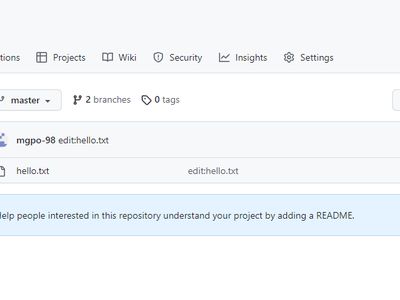 tions Projects Wiki Security Insights Settings
master 2 branches 0 tags
mgpo-98 edit:hello.txt
hello.txt edit:hello.txt
Help people interested in this repository understand your project by adding a README.